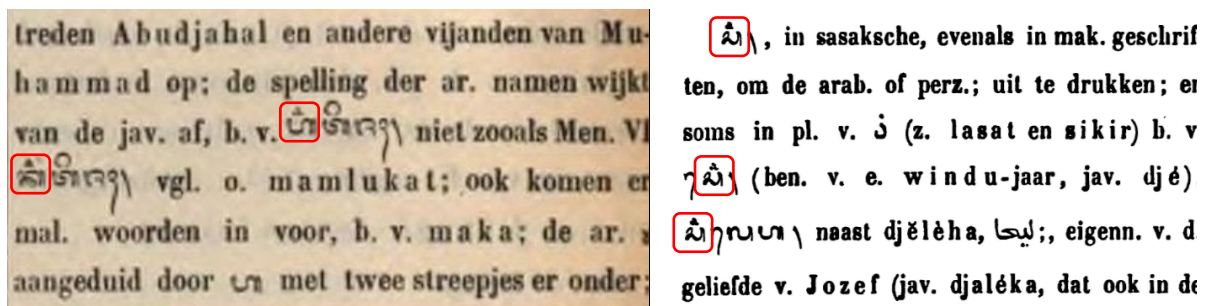 treden Abudjahal en andere vijanden van Mu-
hammad op; de spelling der ar. namen wijkt
van de jav. af, b. v. niet zooals Men. VI
vgl. o. mamlukat; ook komen er
mal. woorden in voor, b. v. maka; de ar.
aangeduid door ᬳ met twee streepjes er onder;
, in sasaksche, evenals in mak. geschrif
ten, om de arab. of perz.; uit te drukken; en
soms in pl. v. (z. lasat en sikir) b. v
(ben. v. e. windu-jaar, jav. djé)
naast djĕlèha, eigenn. v. d.
geliefde v. Jozef (jav. djaléka, dat ook in de